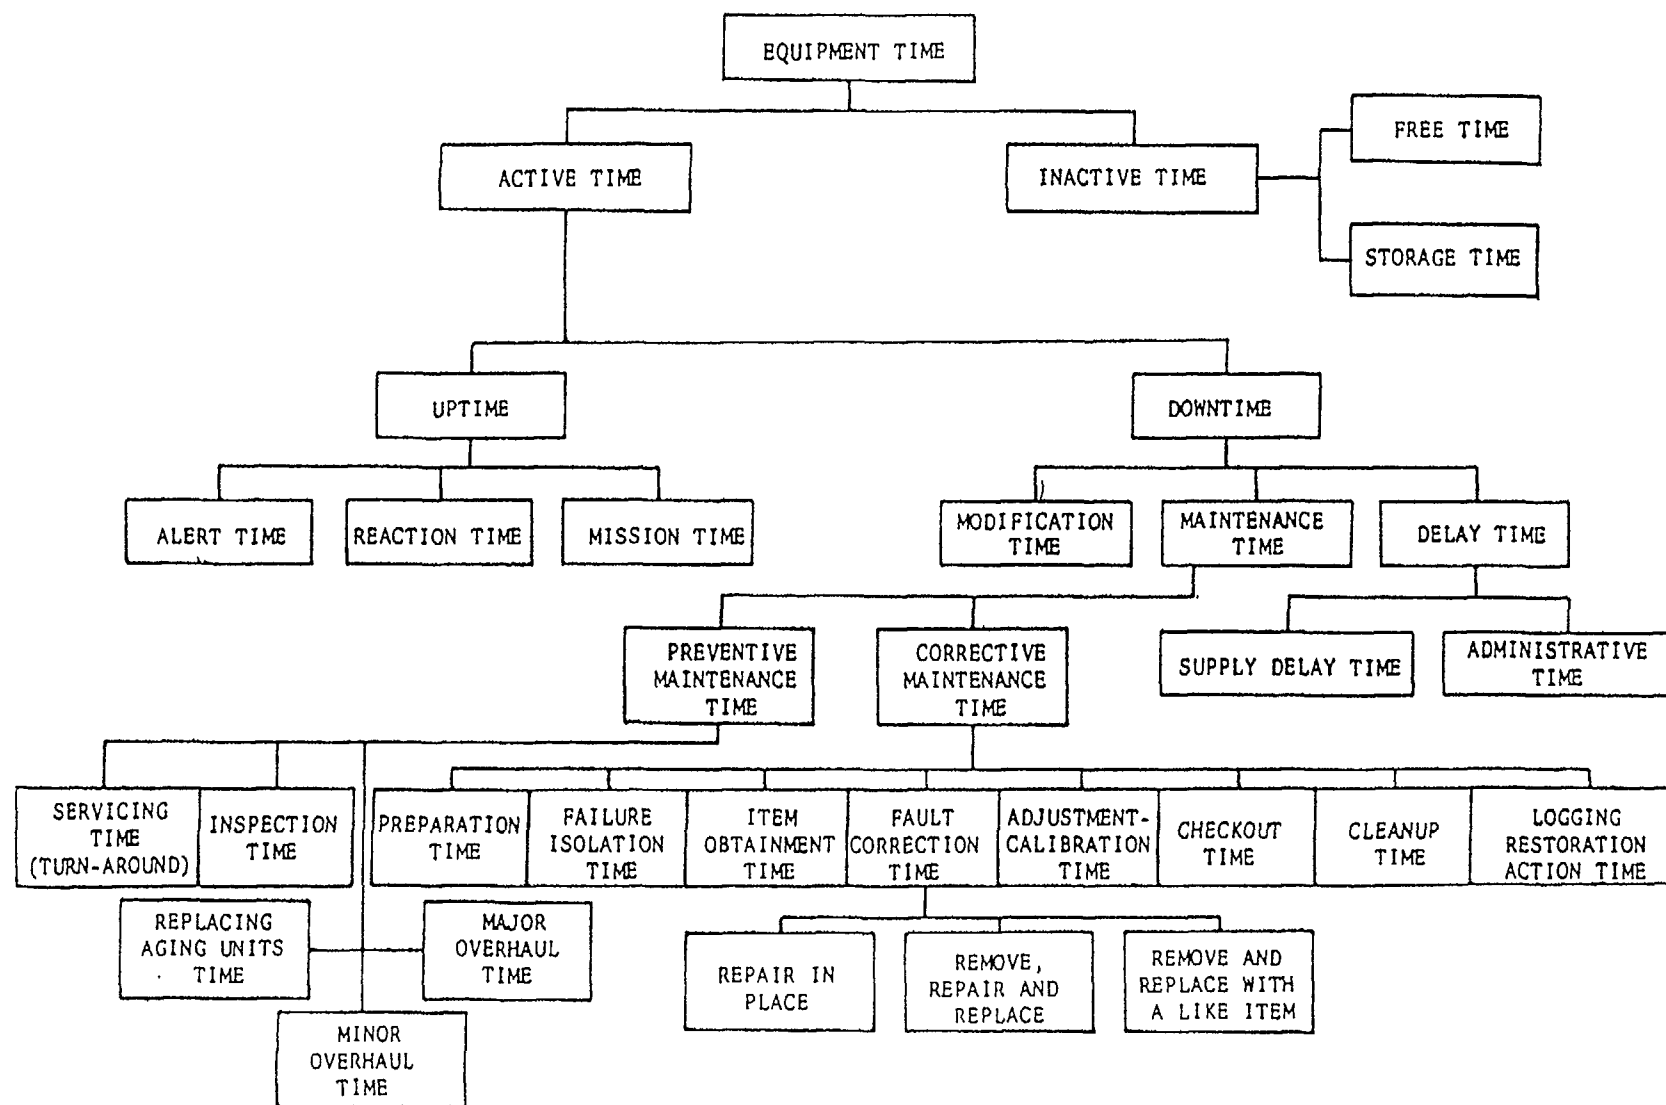 EQUIPMENT TIME
FREE TIME
ACTIVE TIME
INACTIVE TIME
STORAGE TIME
UPTIME
DOWNTIME
ALERT TIME
REACTION TIME
MISSION TIME
MODIFICATION
TIME
MAINTENANCE
TIME
DELAY TIME
PREVENTIVE
MAINTENANCE
TIME
CORRECTIVE
MAINTENANCE
TIME
SUPPLY DELAY TIME
ADMINISTRATIVE
TIME
SERVICING
TIME
(TURN-AROUND)
INSPECTION
TIME
PREPARATION
TIME
FAILURE
ISOLATION
TIME
ITEM
OBTAINMENT
TIME
FAULT
CORRECTION
TIME
ADJUSTMENT-
CALIBRATION
TIME
CHECKOUT
TIME
CLEANUP
TIME
LOGGING
RESTORATION
ACTION TIME
REPLACING
AGING UNITS
TIME
MAJOR
OVERHAUL
TIME
MINOR
OVERHAUL
TIME
REPAIR IN
PLACE
REMOVE,
REPAIR AND
REPLACE
REMOVE AND
REPLACE WITH
A LIKE ITEM